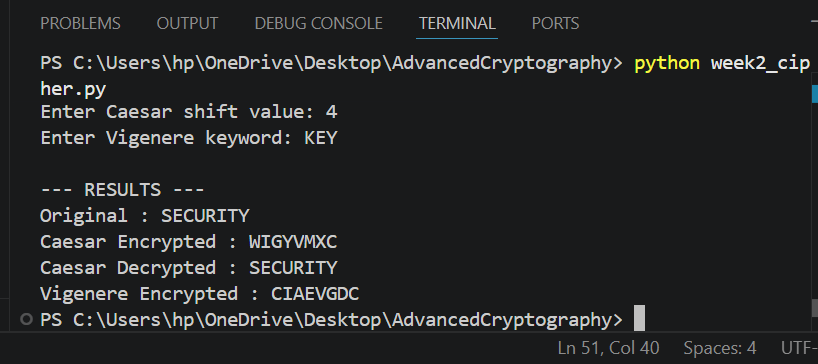 PROBLEMS OUTPUT DEBUG CONSOLE TERMINAL PORTS
PS C:\Users\hp\OneDrive\Desktop\AdvancedCryptography> python week2_cip
her.py
Enter Caesar shift value: 4
Enter Vigenere keyword: KEY

--- RESULTS ---
Original : SECURITY
Caesar Encrypted : WIGYVMXC
Caesar Decrypted : SECURITY
Vigenere Encrypted : CIAEVGDC
PS C:\Users\hp\OneDrive\Desktop\AdvancedCryptography>
Ln 51, Col 40 Spaces: 4 UTF-